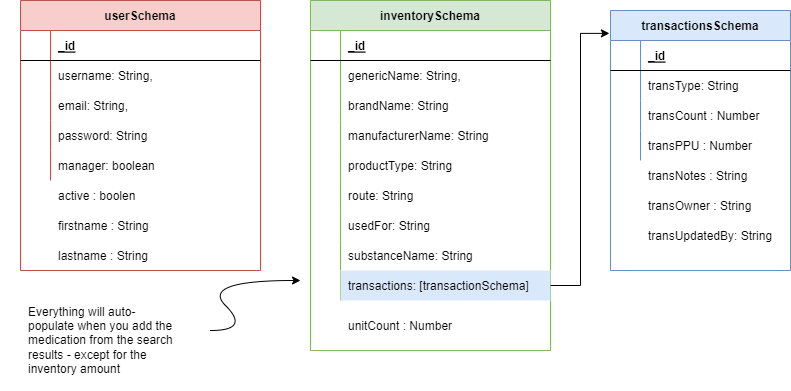 userSchema
_id
username: String,
email: String,
password: String
manager: boolean
active : boolen
firstname : String
lastname : String
Everything will auto-
populate when you add the
medication from the search
results - except for the
inventory amount
inventorySchema
_id
genericName: String,
brandName: String
manufacturerName: String
productType: String
route: String
usedFor: String
substanceName: String
transactions: [transactionSchema]
unitCount : Number
transactionsSchema
_id
transType: String
transCount : Number
transPPU : Number
transNotes : String
transOwner : String
transUpdatedBy: String